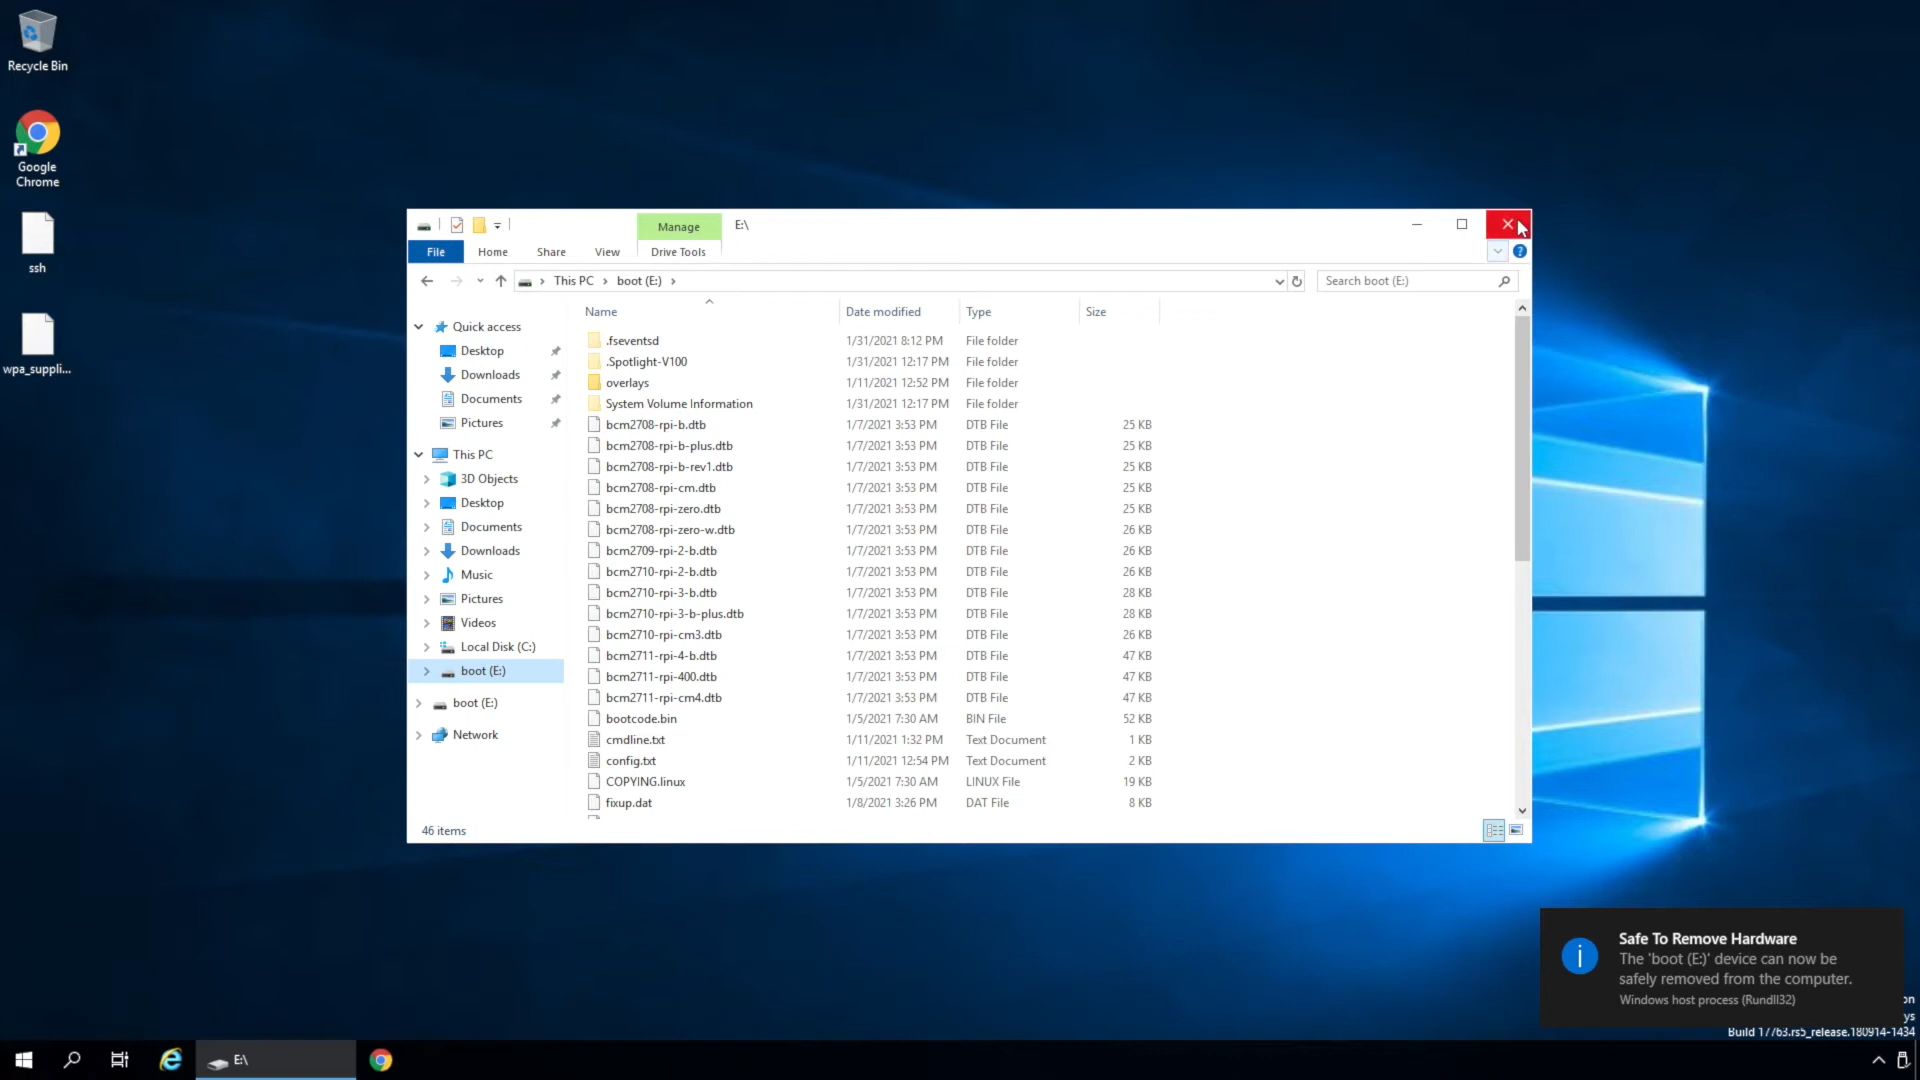 Recycle Bin
Google
Chrome
ssh
wpa_suppli...
Manage
E:\
File
Home
Share
View
Drive Tools
This PC
boot (E:)
Search boot (E:)
Name
Date modified
Type
Size
Quick access
Desktop
Downloads
Documents
Pictures
This PC
3D Objects
Desktop
Documents
Downloads
Music
Pictures
Videos
Local Disk (C:)
boot (E:)
boot (E:)
Network
.fseventsd 1/31/2021 8:12 PM File folder
.Spotlight-V100 1/31/2021 12:17 PM File folder
overlays 1/11/2021 12:52 PM File folder
System Volume Information 1/31/2021 12:17 PM File folder
bcm2708-rpi-b.dtb 1/7/2021 3:53 PM DTB File 25 KB
bcm2708-rpi-b-plus.dtb 1/7/2021 3:53 PM DTB File 25 KB
bcm2708-rpi-b-rev1.dtb 1/7/2021 3:53 PM DTB File 25 KB
bcm2708-rpi-cm.dtb 1/7/2021 3:53 PM DTB File 25 KB
bcm2708-rpi-zero.dtb 1/7/2021 3:53 PM DTB File 25 KB
bcm2708-rpi-zero-w.dtb 1/7/2021 3:53 PM DTB File 26 KB
bcm2709-rpi-2-b.dtb 1/7/2021 3:53 PM DTB File 26 KB
bcm2710-rpi-2-b.dtb 1/7/2021 3:53 PM DTB File 26 KB
bcm2710-rpi-3-b.dtb 1/7/2021 3:53 PM DTB File 28 KB
bcm2710-rpi-3-b-plus.dtb 1/7/2021 3:53 PM DTB File 28 KB
bcm2710-rpi-cm3.dtb 1/7/2021 3:53 PM DTB File 26 KB
bcm2711-rpi-4-b.dtb 1/7/2021 3:53 PM DTB File 47 KB
bcm2711-rpi-400.dtb 1/7/2021 3:53 PM DTB File 47 KB
bcm2711-rpi-cm4.dtb 1/7/2021 3:53 PM DTB File 47 KB
bootcode.bin 1/5/2021 7:30 AM BIN File 52 KB
cmdline.txt 1/11/2021 1:32 PM Text Document 1 KB
config.txt 1/11/2021 12:54 PM Text Document 2 KB
COPYING.linux 1/5/2021 7:30 AM LINUX File 19 KB
fixup.dat 1/8/2021 3:26 PM DAT File 8 KB
46 items
Safe To Remove Hardware
The 'boot (E:)' device can now be
safely removed from the computer.
Windows host process (Rundll32)
on
ys
Build 17763.rs5_release.180914-1434
E:\